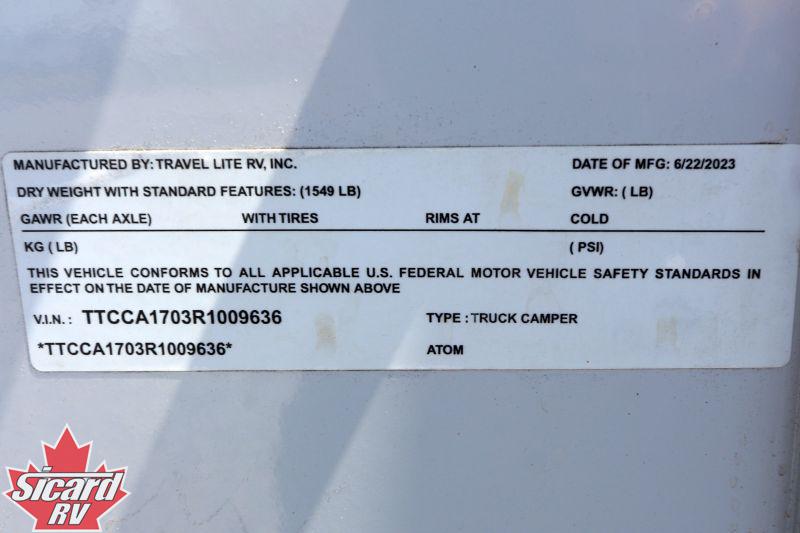 MANUFACTURED BY: TRAVEL LITE RV, INC. DATE OF MFG: 6/22/2023
DRY WEIGHT WITH STANDARD FEATURES: (1549 LB) GVWR: ( LB)
GAWR (EACH AXLE) WITH TIRES RIMS AT COLD
KG ( LB) ( PSI)
THIS VEHICLE CONFORMS TO ALL APPLICABLE U.S. FEDERAL MOTOR VEHICLE SAFETY STANDARDS IN
EFFECT ON THE DATE OF MANUFACTURE SHOWN ABOVE
V.I.N. : TTCCA1703R1009636 TYPE : TRUCK CAMPER
*TTCCA1703R1009636* ATOM
Sicard
RV